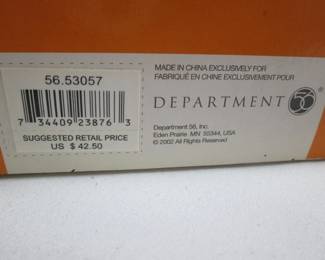 56.53057
7 34409 23876 3
SUGGESTED RETAIL PRICE
US $ 42.50
MADE IN CHINA EXCLUSIVELY FOR
FABRIQUÉ EN CHINE EXCLUSIVEMENT POUR
DEPARTMENT 56
Department 56, Inc.
Eden Prairie MN 55344, USA
© 2002 All Rights Reserved